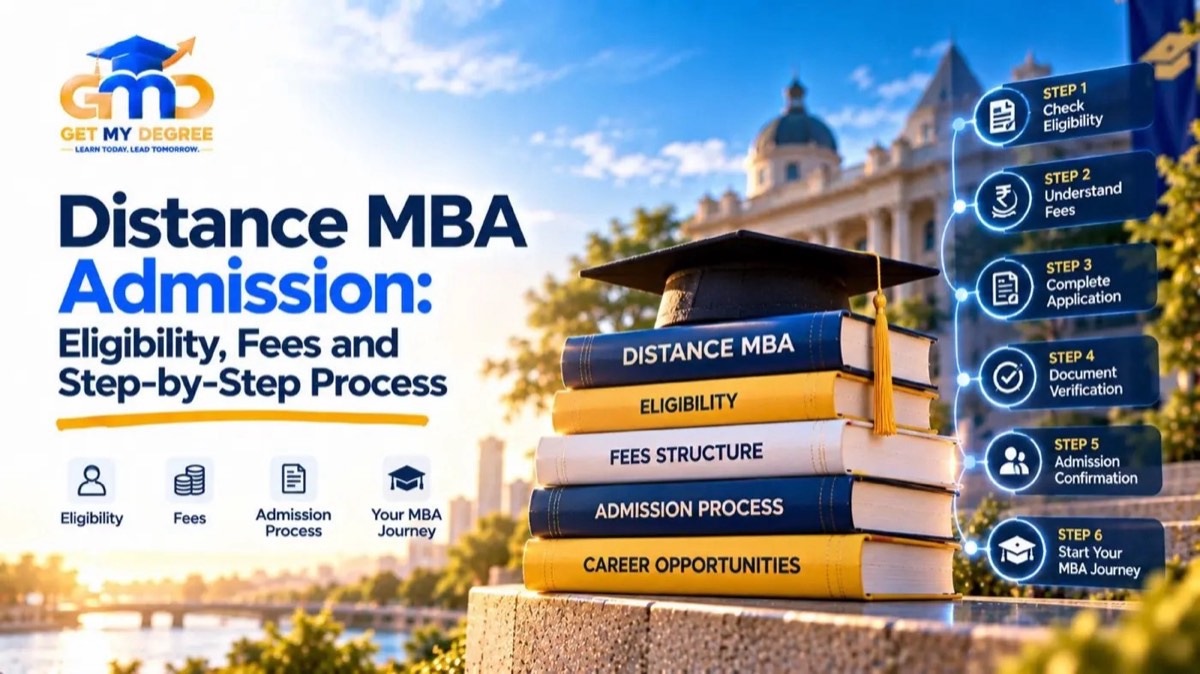 GMD
GET MY DEGREE
LEARN TODAY. LEAD TOMORROW.
Distance MBA
Admission:
Eligibility, Fees and
Step-by-Step Process
Eligibility
Fees
Admission
Process
Your MBA
Journey
DISTANCE MBA
ELIGIBILITY
FEES STRUCTURE
ADMISSION PROCESS
CAREER OPPORTUNITIES
STEP 1
Check
Eligibility
STEP 2
Understand
Fees
₹
STEP 3
Complete
Application
STEP 4
Document
Verification
STEP 5
Admission
Confirmation
STEP 6
Start Your
MBA Journey